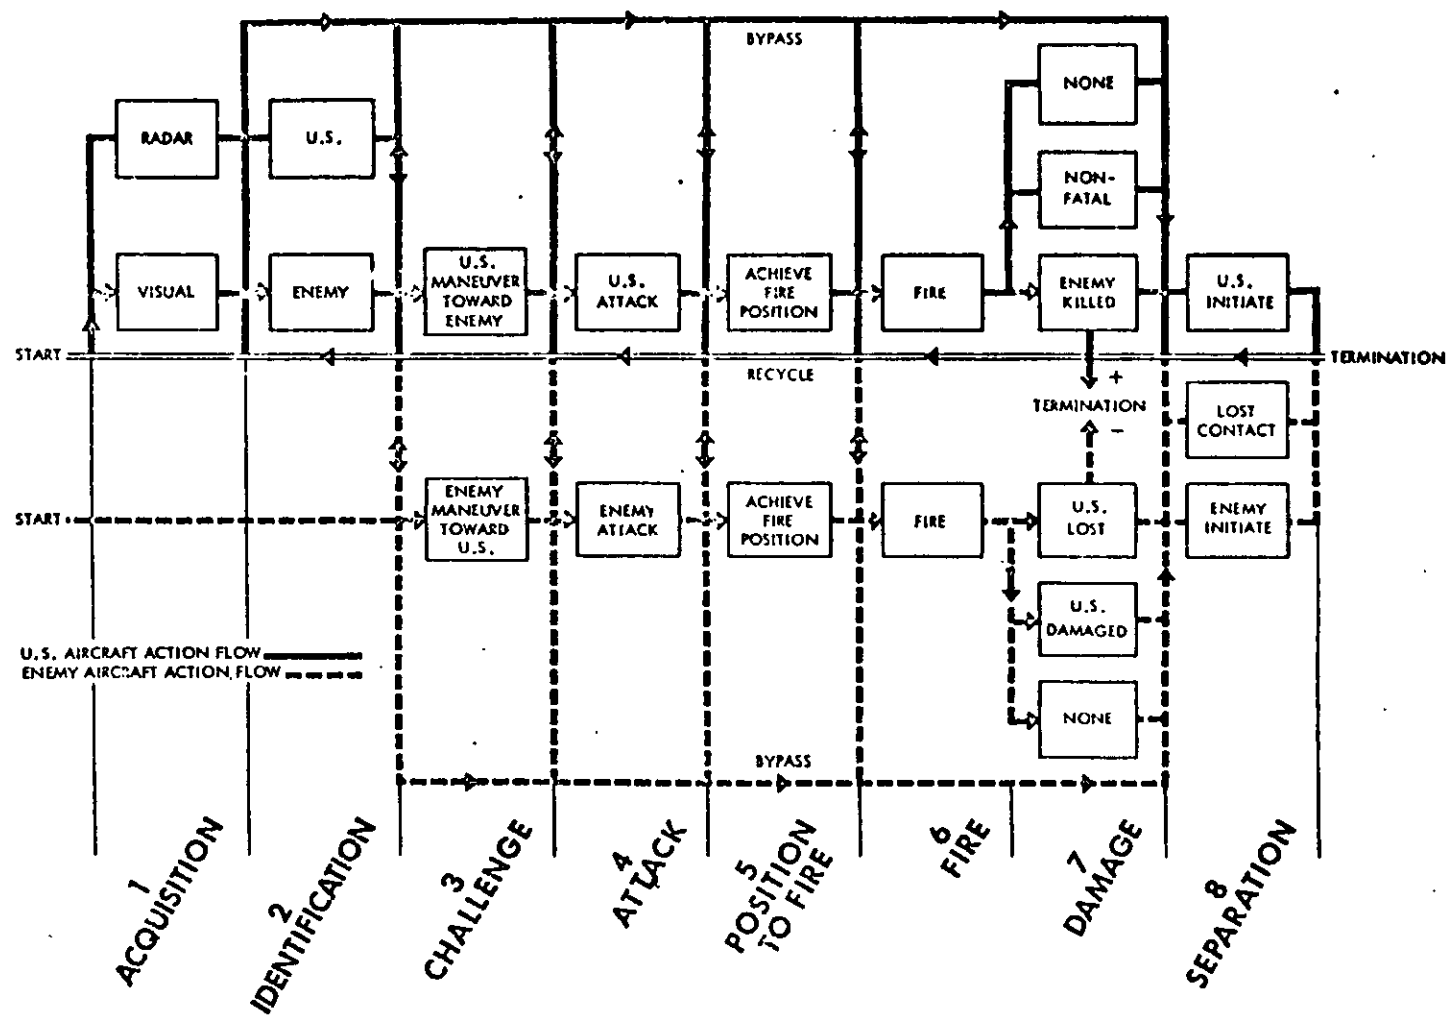 BYPASS
NONE
RADAR
U.S.
NON-
FATAL
VISUAL
ENEMY
U.S.
MANEUVER
TOWARD
ENEMY
U.S.
ATTACK
ACHIEVE
FIRE
POSITION
FIRE
ENEMY
KILLED
U.S.
INITIATE
START
TERMINATION
RECYCLE
+
TERMINATION
−
LOST
CONTACT
START
ENEMY
MANEUVER
TOWARD
U.S.
ENEMY
ATTACK
ACHIEVE
FIRE
POSITION
FIRE
U.S.
LOST
ENEMY
INITIATE
U.S.
DAMAGED
U.S. AIRCRAFT ACTION FLOW
ENEMY AIRCRAFT ACTION FLOW
NONE
BYPASS
1
ACQUISITION
2
IDENTIFICATION
3
CHALLENGE
4
ATTACK
5
POSITION
TO FIRE
6
FIRE
7
DAMAGE
8
SEPARATION